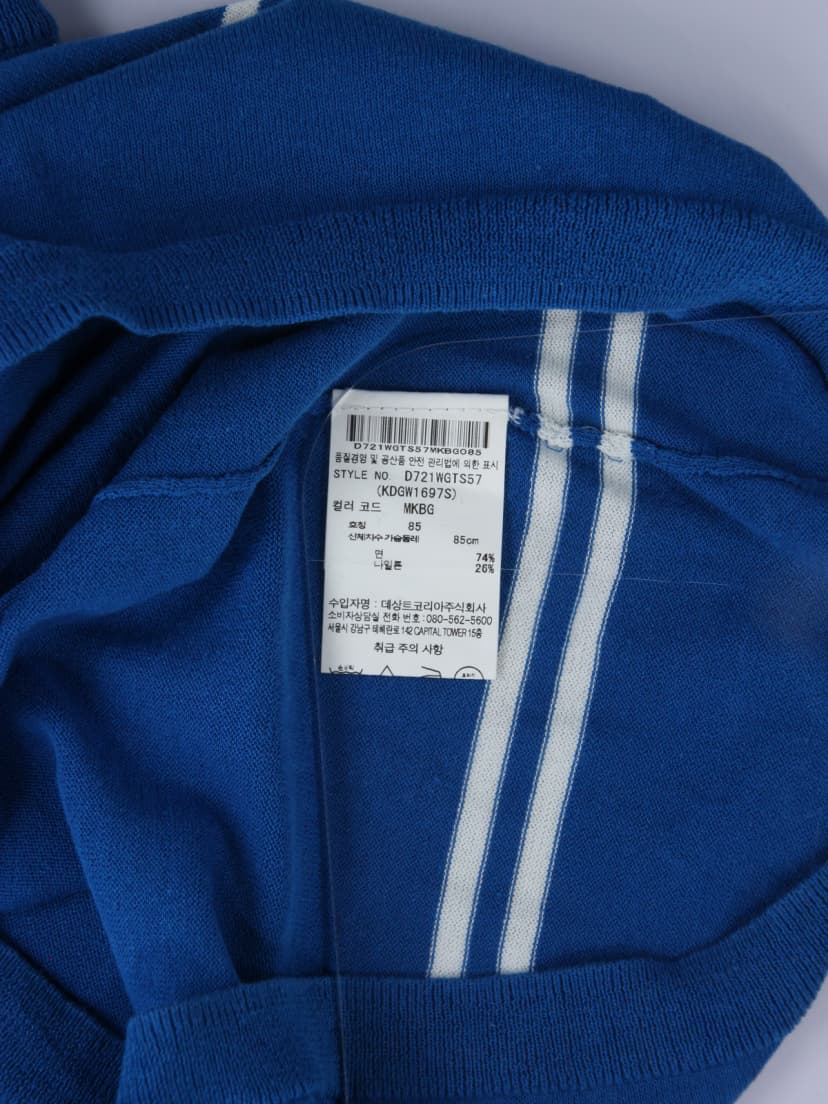 D721WGTS57MKBG085
품질경영 및 공산품 안전 관리법에 의한 표시
STYLE NO. D721WGTS57
(KDGW1697S)
컬러 코드 MKBG
호칭 85
신체치수 가슴둘레 85cm
면 74%
나일론 26%
수입자명 : 데상트코리아주식회사
소비자상담실 전화 번호 : 080-562-5600
서울시 강남구 테헤란로 142 CAPITAL TOWER 15층
취급 주의 사항